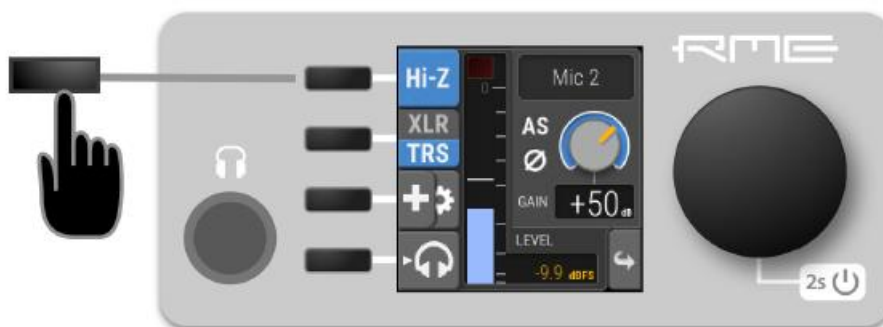 RME
Hi-Z
0
Mic 2
XLR
TRS
AS
Ø
GAIN
+50 dB
LEVEL
-9.9 dBFS
2s